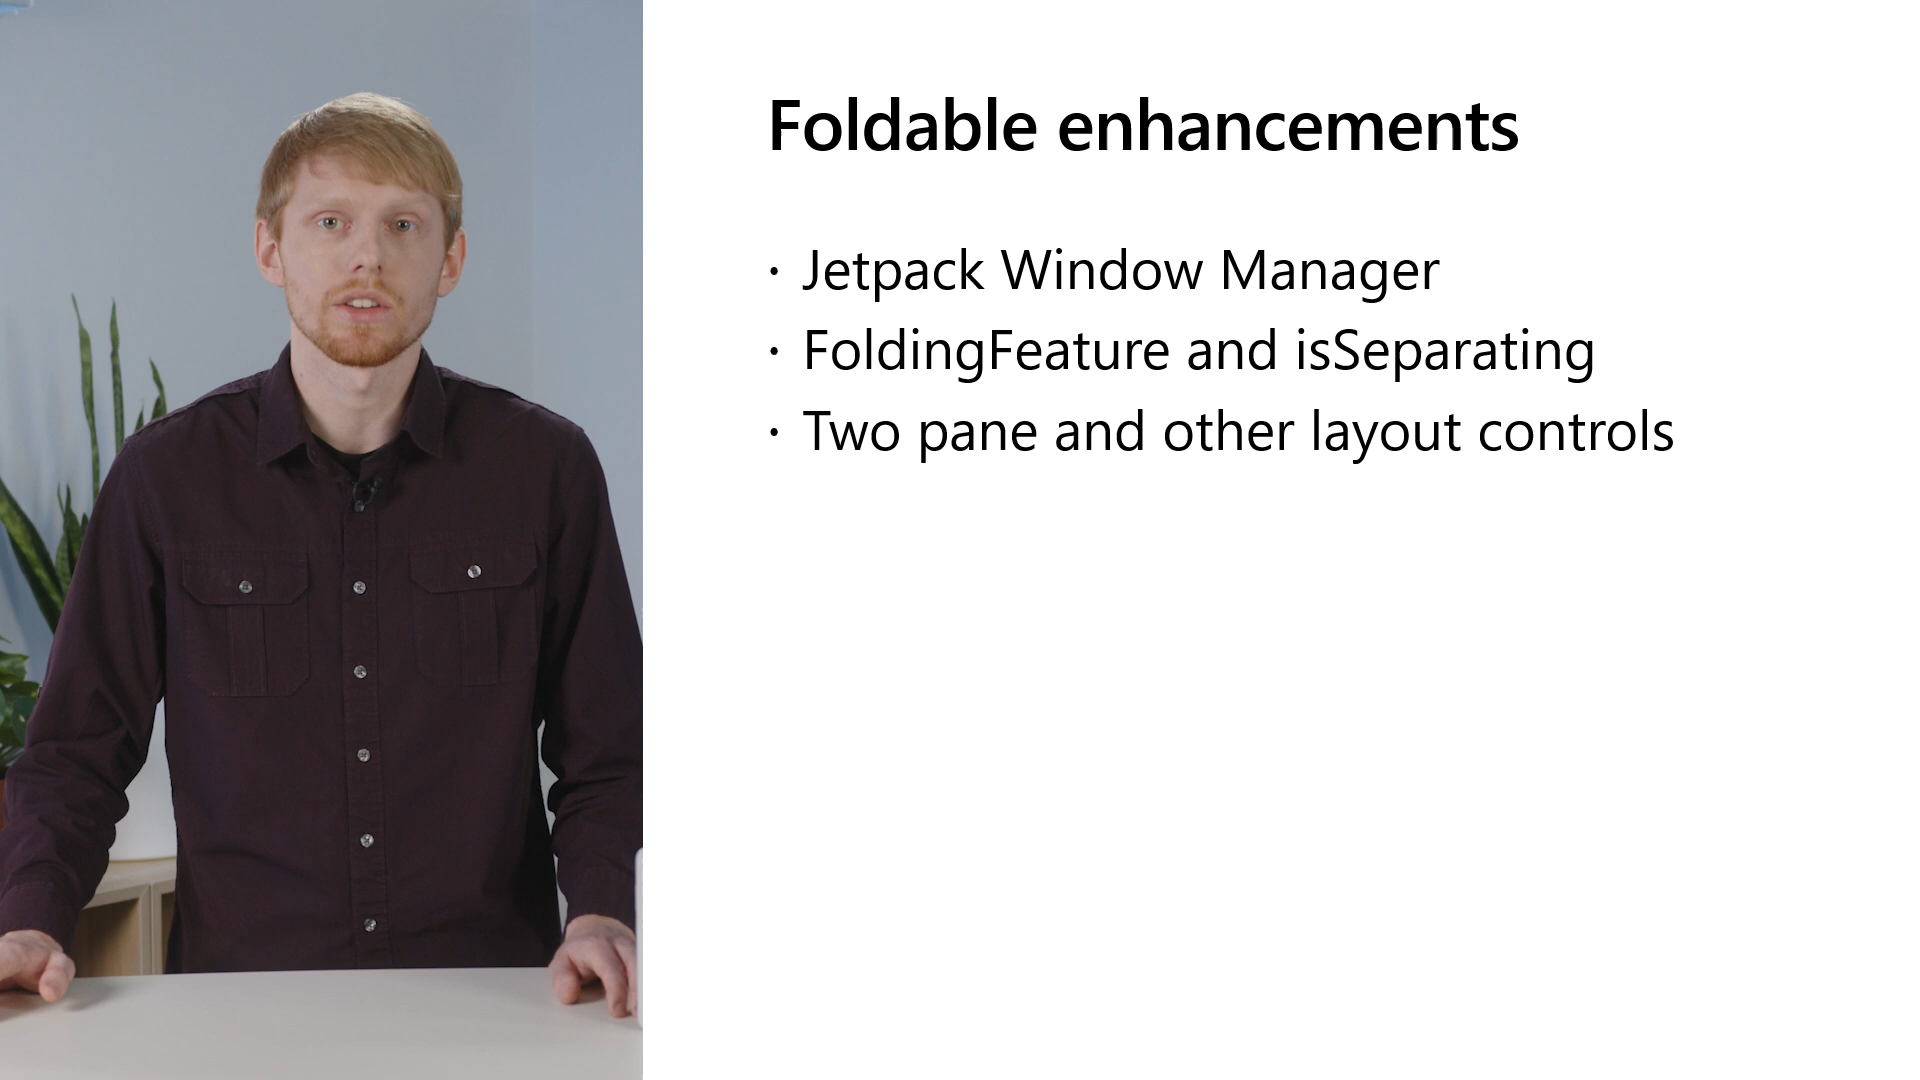 Foldable enhancements
· Jetpack Window Manager
· FoldingFeature and isSeparating
· Two pane and other layout controls